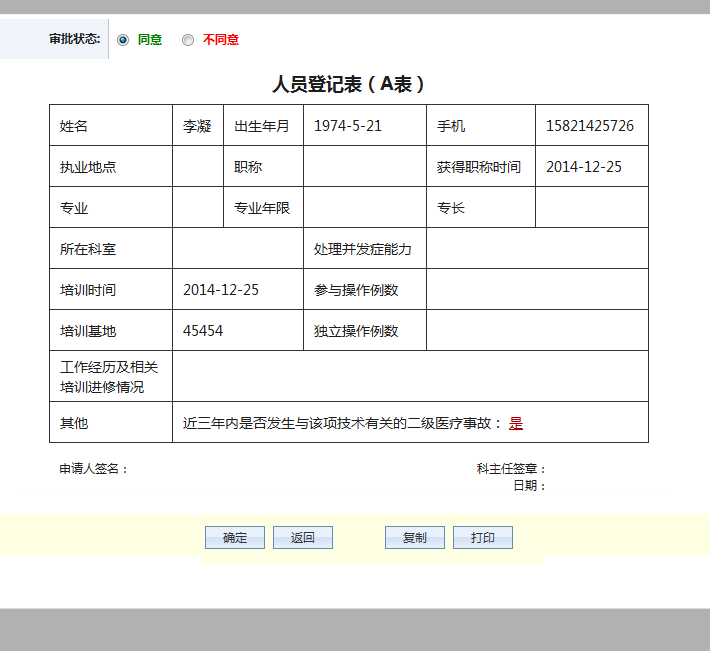 审批状态: 同意 不同意
人员登记表（A表）
姓名 李凝 出生年月 1974-5-21 手机 15821425726
执业地点 职称 获得职称时间 2014-12-25
专业 专业年限 专长
所在科室 处理并发症能力
培训时间 2014-12-25 参与操作例数
培训基地 45454 独立操作例数
工作经历及相关
培训进修情况
其他 近三年内是否发生与该项技术有关的二级医疗事故： 是
申请人签名： 科主任签章：
日期：
确定 返回 复制 打印